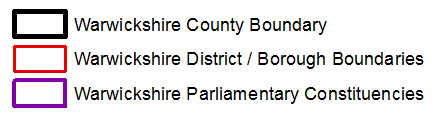 Warwickshire County Boundary
Warwickshire District / Borough Boundaries
Warwickshire Parliamentary Constituencies